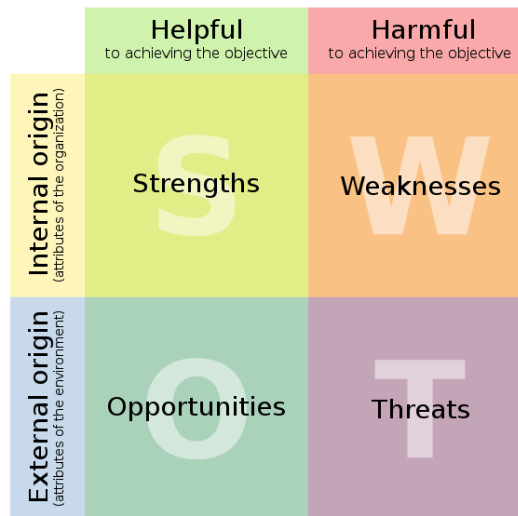 Helpful
to achieving the objective
Harmful
to achieving the objective
Internal origin
(attributes of the organization)
S
Strengths
W
Weaknesses
External origin
(attributes of the environment)
O
Opportunities
T
Threats